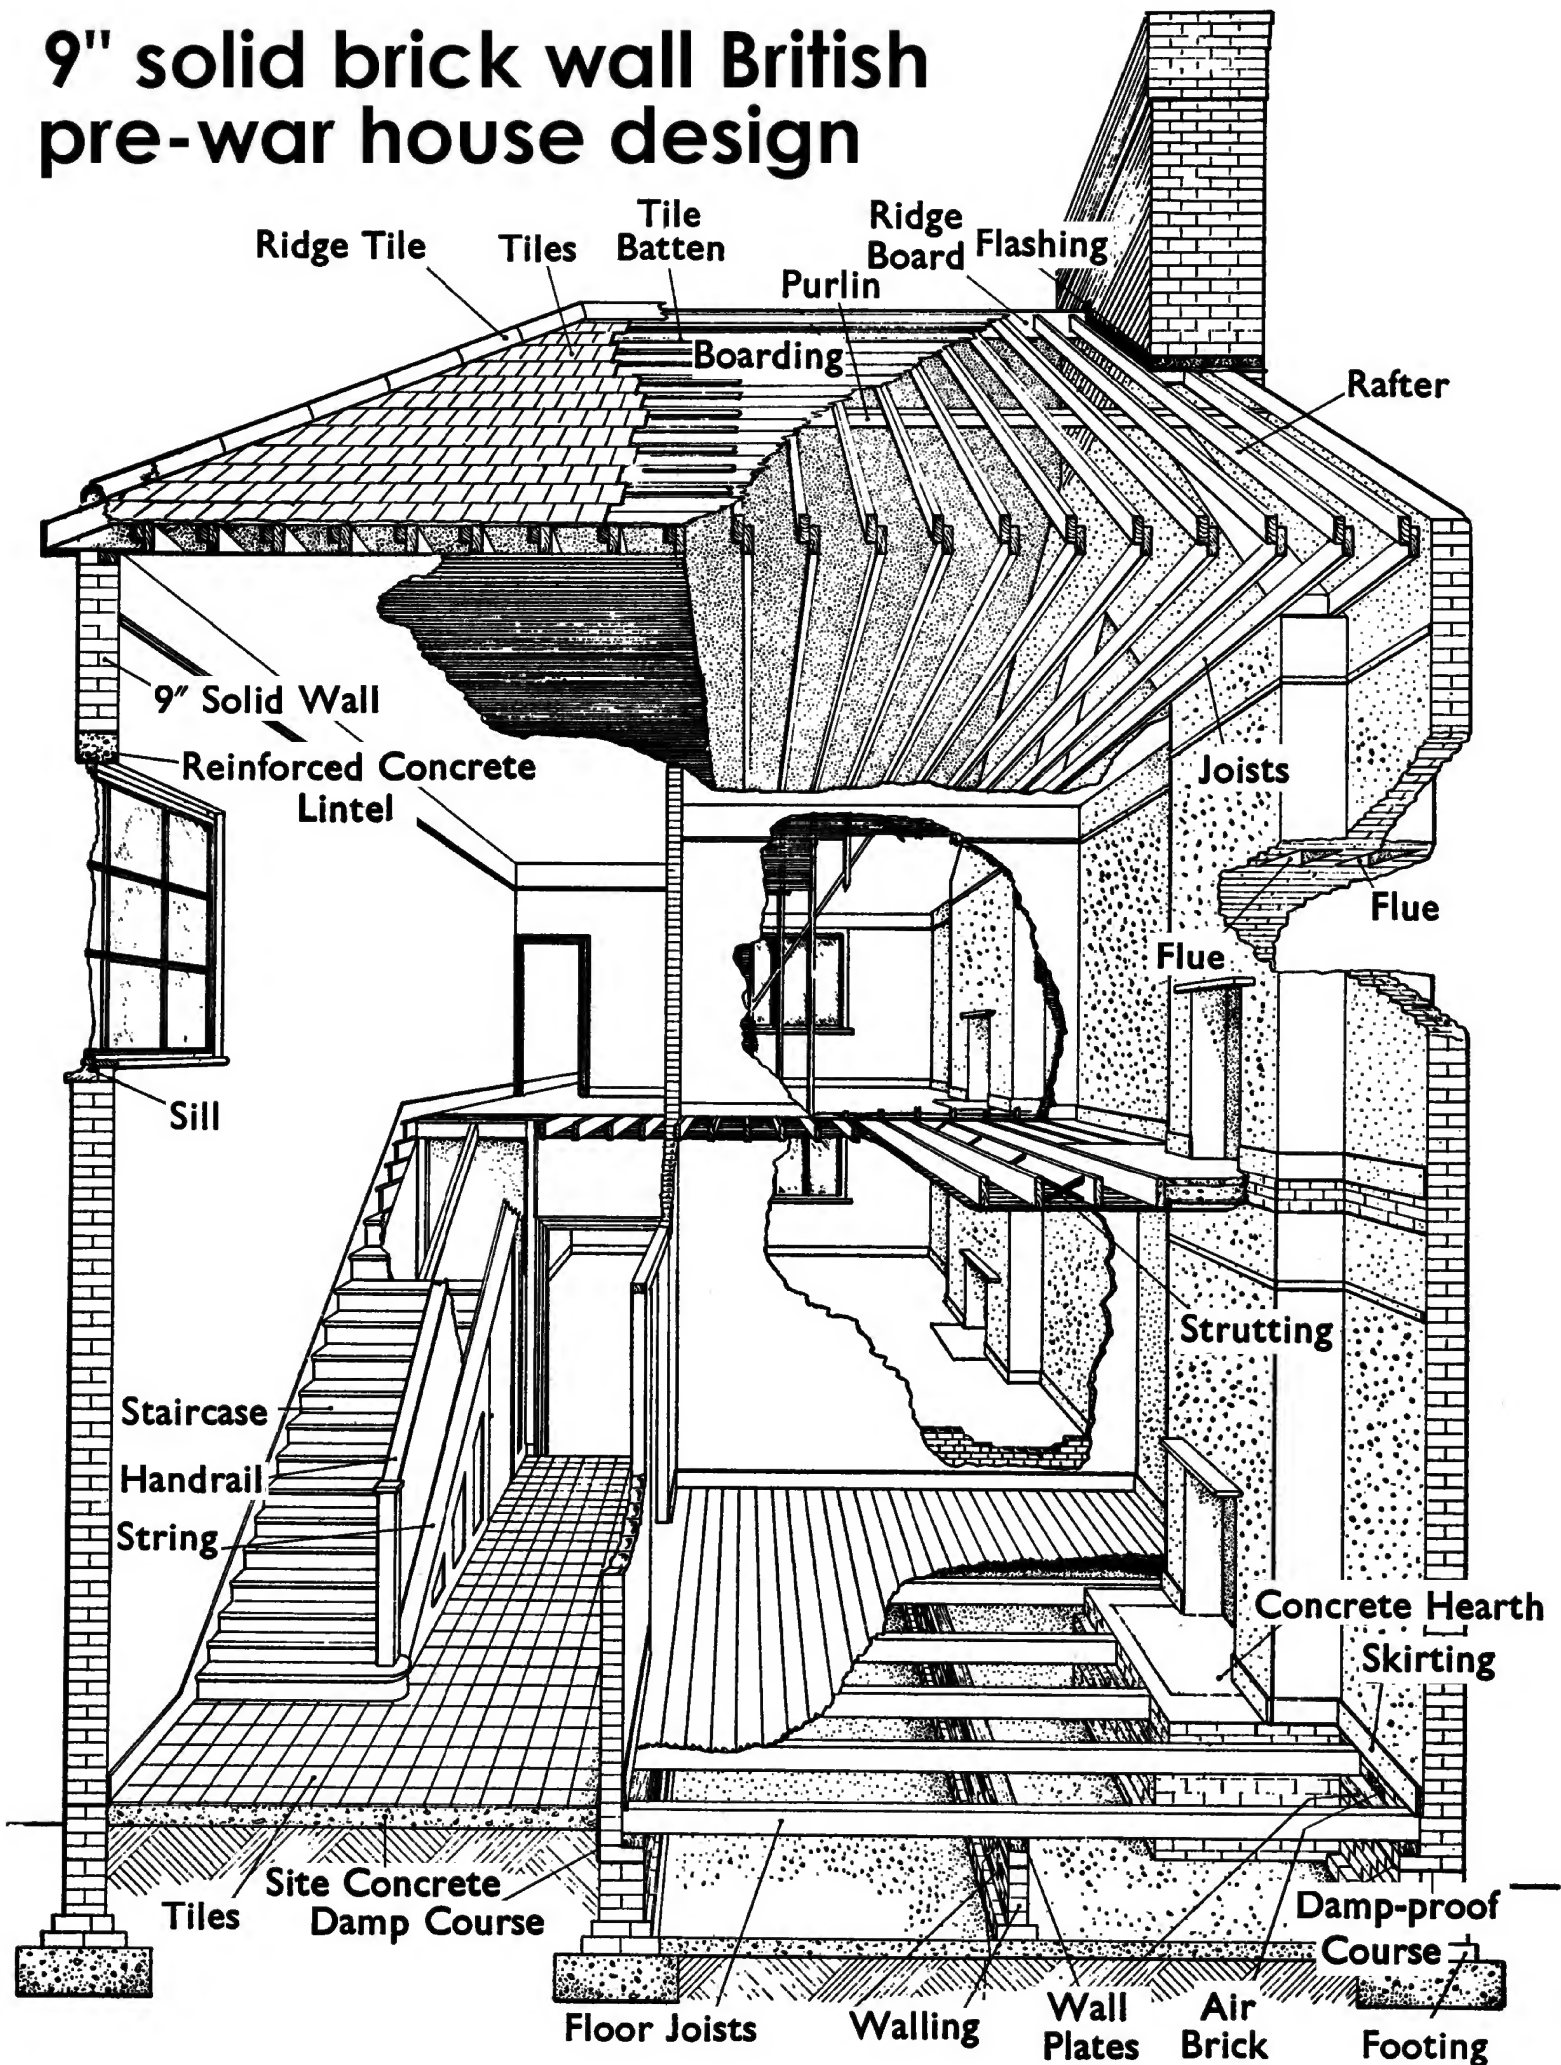 9" solid brick wall British
pre-war house design
Ridge Tile
Tiles
Tile
Batten
Purlin
Ridge
Board
Flashing
Boarding
Rafter
9" Solid Wall
Reinforced Concrete
Lintel
Joists
Flue
Flue
Sill
Strutting
Staircase
Handrail
String
Concrete Hearth
Skirting
Site Concrete
Tiles
Damp Course
Damp-proof
Course
Floor Joists
Walling
Wall
Plates
Air
Brick
Footing